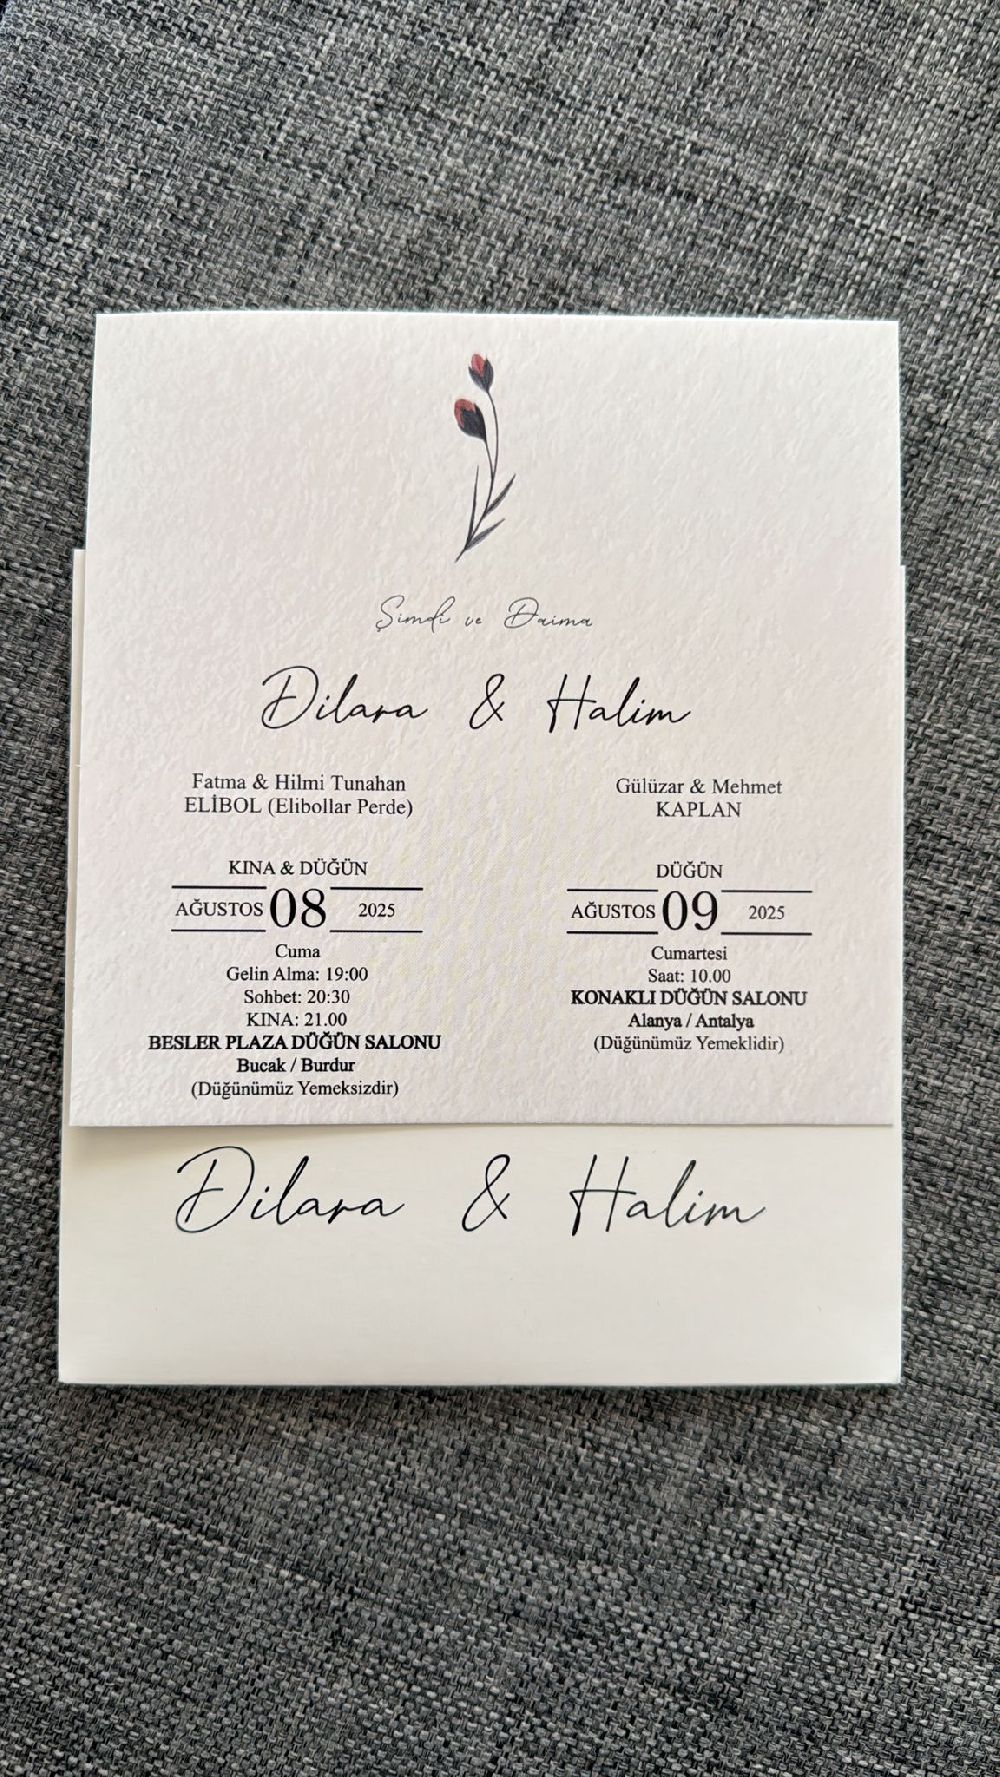 Şimdi ve Daima
Dilara & Halim
Fatma & Hilmi Tunahan
ELİBOL (Elibollar Perde)
KINA & DÜĞÜN
AĞUSTOS 08 2025
Cuma
Gelin Alma: 19:00
Sohbet: 20:30
KINA: 21.00
BESLER PLAZA DÜĞÜN SALONU
Bucak / Burdur
(Düğünümüz Yemeksizdir)
Gülüzar & Mehmet
KAPLAN
DÜĞÜN
AĞUSTOS 09 2025
Cumartesi
Saat: 10.00
KONAKLI DÜĞÜN SALONU
Alanya / Antalya
(Düğünümüz Yemeklidir)
Dilara & Halim